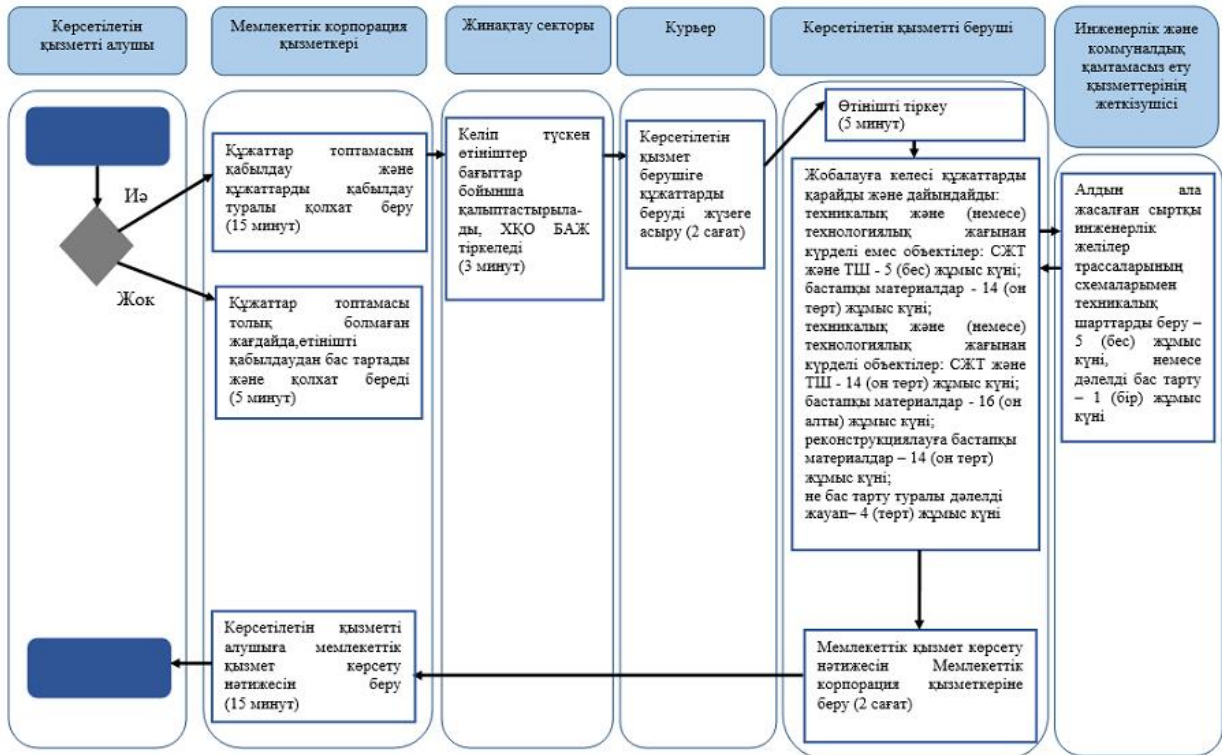 Көрсетілетін
қызметті алушы
Мемлекеттік корпорация
қызметкері
Жинақтау секторы
Курьер
Көрсетілетін қызметті беруші
Инженерлік және
коммуналдық
қамтамасыз ету
қызметтерінің
жеткізушісі
Иә
Жок
Құжаттар топтамасын
қабылдау және
құжаттарды қабылдау
туралы қолхат беру
(15 минут)
Құжаттар топтамасы
толық болмаған
жағдайда,өтінішті
қабылдаудан бас тартады
және қолхат береді
(5 минут)
Келіп түскен
өтініштер
бағыттар
бойынша
қалыптастырыла-
ды, ХҚО БАЖ
тіркеледі
(3 минут)
Көрсетілетін
қызмет
берушіге
құжаттарды
беруді жүзеге
асыру (2 сағат)
Өтінішті тіркеу
(5 минут)
Жобалауға келесі құжаттарды
қарайды және дайындайды:
техникалық және (немесе
технологиялық жағынан
күрделі емес объектілер: СЖТ
және ТШ - 5 (бес) жұмыс күні;
бастапқы материалдар - 14 (он
төрт) жұмыс күні;
техникалық және (немесе)
технологиялық жағынан
күрделі объектілер: СЖТ және
ТШ - 14 (он төрт) жұмыс күні;
бастапқы материалдар - 16 (он
алты) жұмыс күні;
реконструкциялауға бастапқы
материалдар – 14 (он төрт)
жұмыс күні;
не бас тарту туралы дәлелді
жауап– 4 (төрт) жұмыс күні
Алдын ала
жасалған сыртқы
инженерлік
желілер
трассаларының
схемаларымен
техникалық
шарттарды беру –
5 (бес) жұмыс
күні, немесе
дәлелді бас тарту
– 1 (бір) жұмыс
күні
Көрсетілетін қызметті
алушыға мемлекеттік
қызмет көрсету
нәтижесін беру
(15 минут)
Мемлекеттік қызмет көрсету
нәтижесін Мемлекеттік
корпорация қызметкеріне
беру (2 сағат)